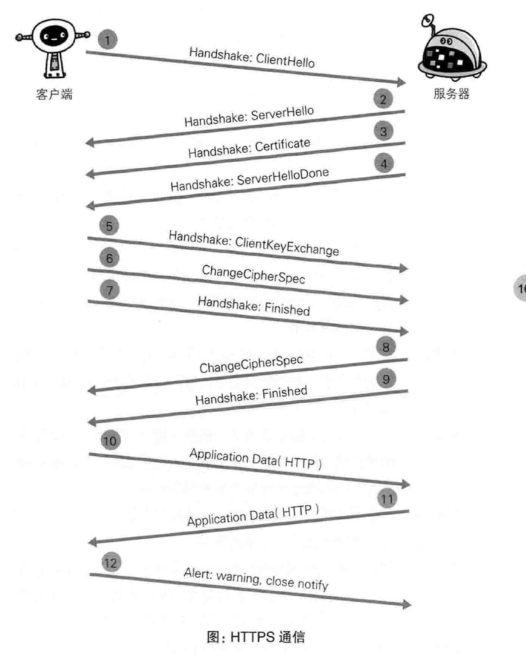 1
Handshake: ClientHello
客户端
服务器
2
Handshake: ServerHello
3
Handshake: Certificate
4
Handshake: ServerHelloDone
5
Handshake: ClientKeyExchange
6
ChangeCipherSpec
7
Handshake: Finished
8
ChangeCipherSpec
9
Handshake: Finished
10
Application Data( HTTP )
11
Application Data( HTTP )
12
Alert: warning, close notify
图: HTTPS 通信